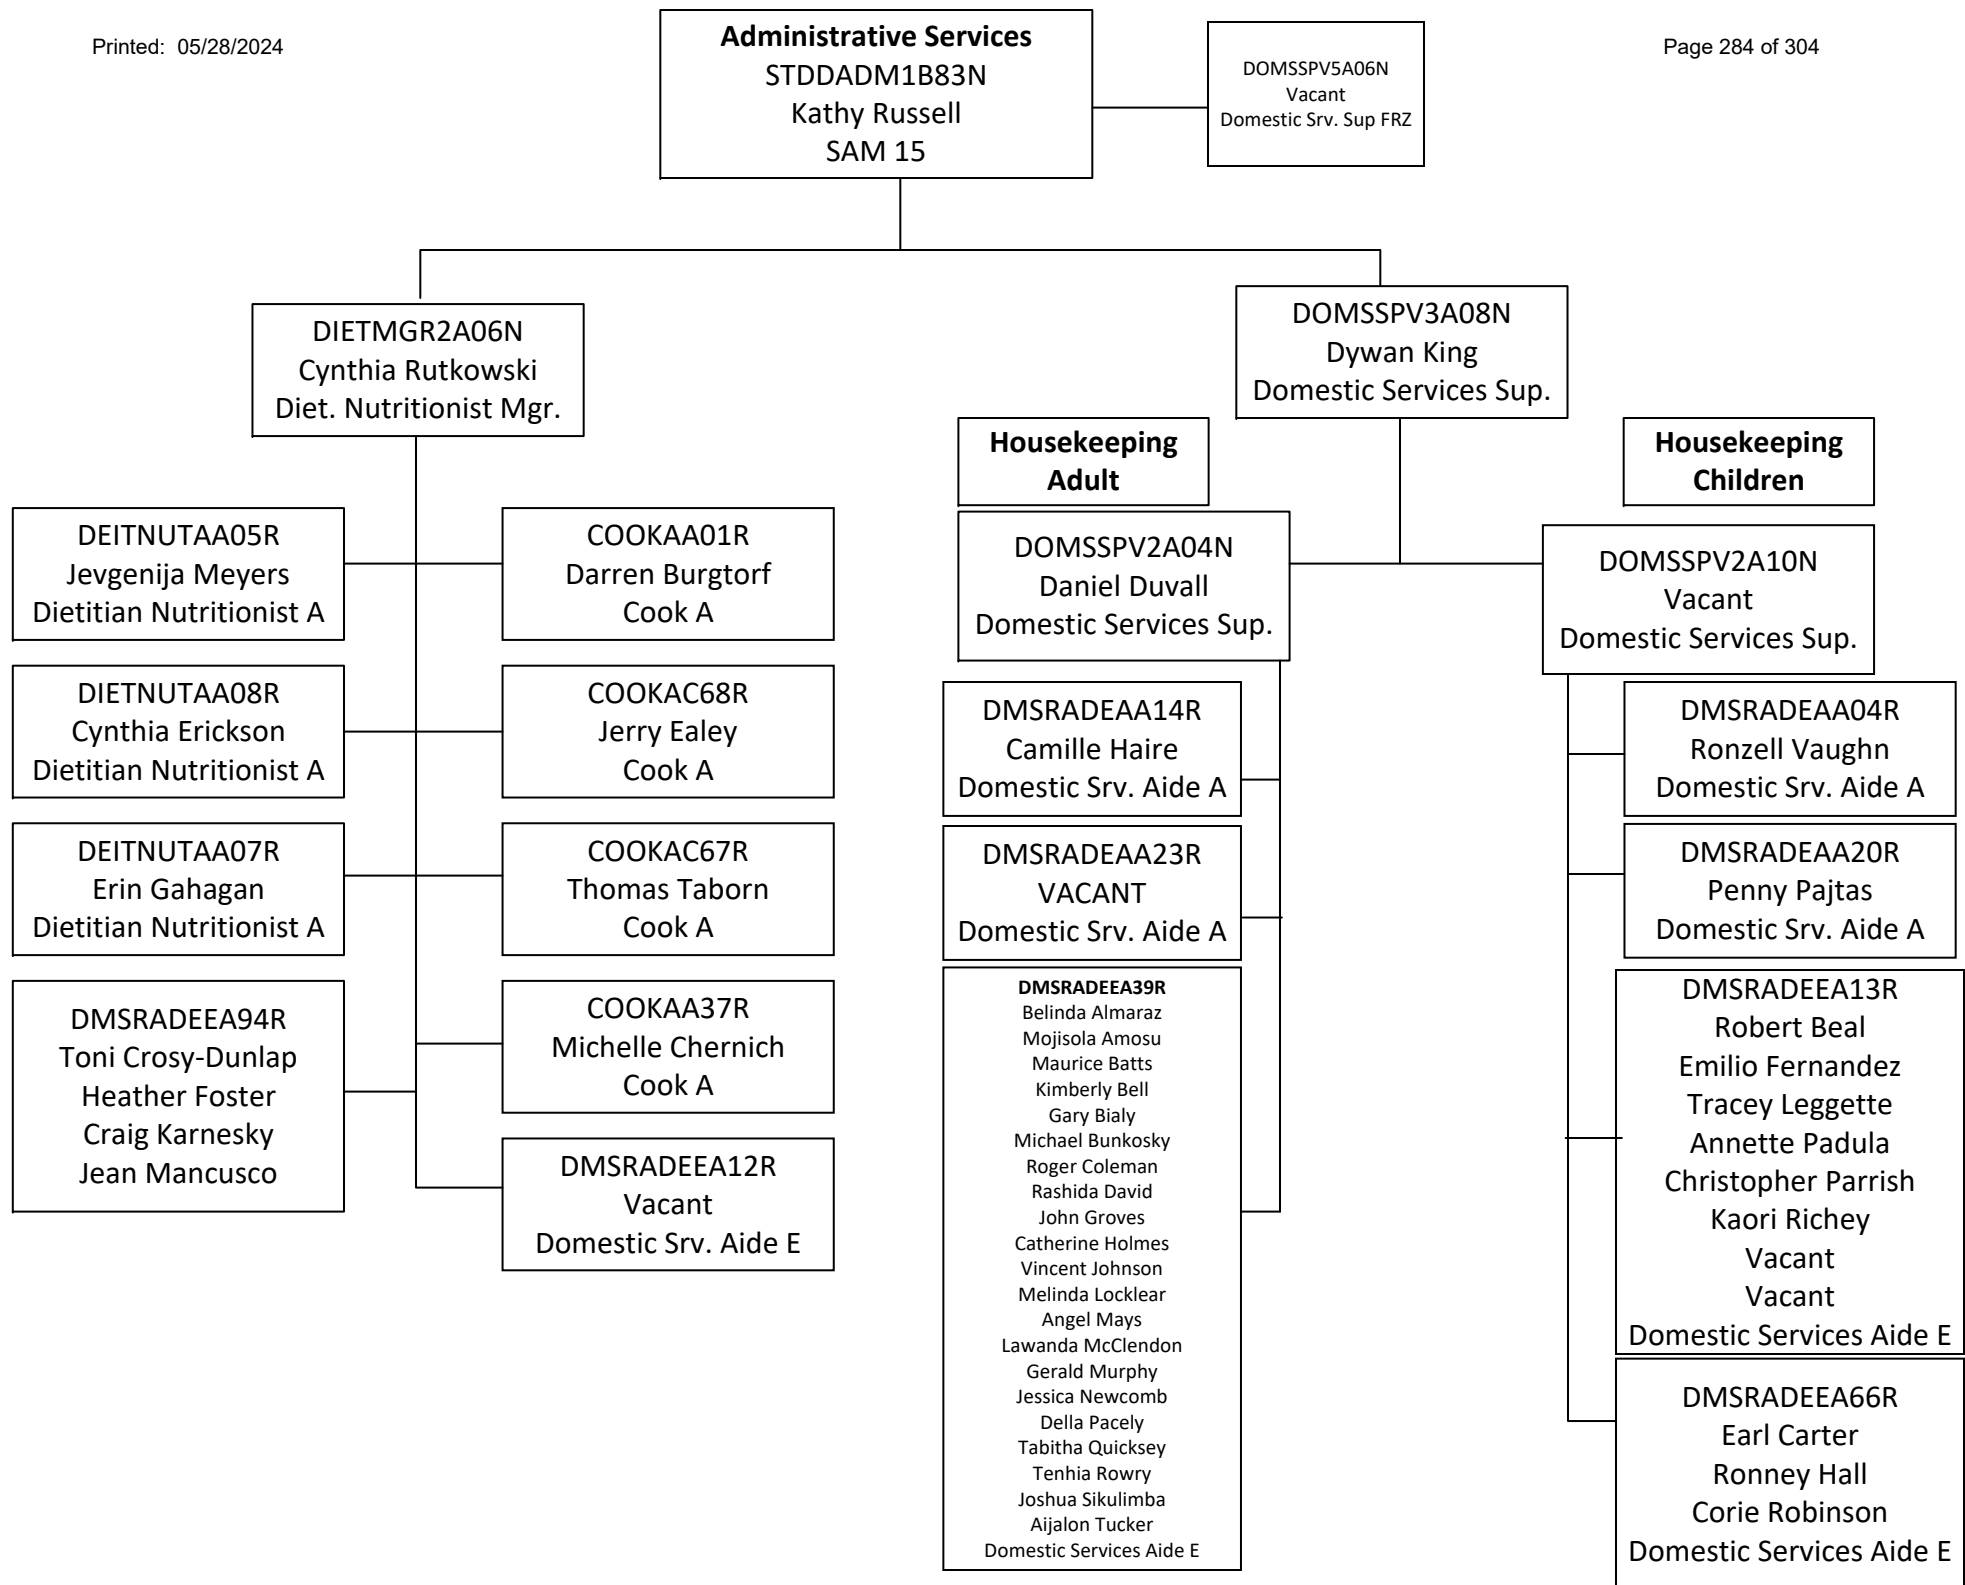 Printed: 05/28/2024
Page 284 of 304
Administrative Services
STDDADM1B83N
Kathy Russell
SAM 15
DOMSSPV5A06N
Vacant
Domestic Srv. Sup FRZ
DIETMGR2A06N
Cynthia Rutkowski
Diet. Nutritionist Mgr.
DOMSSPV3A08N
Dywan King
Domestic Services Sup.
DEITNUTAA05R
Jevgenija Meyers
Dietitian Nutritionist A
COOKAA01R
Darren Burgtorf
Cook A
DIETNUTAA08R
Cynthia Erickson
Dietitian Nutritionist A
COOKAC68R
Jerry Ealey
Cook A
DEITNUTAA07R
Erin Gahagan
Dietitian Nutritionist A
COOKAC67R
Thomas Taborn
Cook A
DMSRADEEA94R
Toni Crosy-Dunlap
Heather Foster
Craig Karnesky
Jean Mancusco
COOKAA37R
Michelle Chernich
Cook A
DMSRADEEA12R
Vacant
Domestic Srv. Aide E
Housekeeping
Adult
DOMSSPV2A04N
Daniel Duvall
Domestic Services Sup.
DMSRADEAA14R
Camille Haire
Domestic Srv. Aide A
DMSRADEAA23R
VACANT
Domestic Srv. Aide A
DMSRADEEA39R
Belinda Almaraz
Mojisola Amosu
Maurice Batts
Kimberly Bell
Gary Bialy
Michael Bunkosky
Roger Coleman
Rashida David
John Groves
Catherine Holmes
Vincent Johnson
Melinda Locklear
Angel Mays
Lawanda McClendon
Gerald Murphy
Jessica Newcomb
Della Pacely
Tabitha Quicksey
Tenhia Rowry
Joshua Sikulimba
Aijalon Tucker
Domestic Services Aide E
Housekeeping
Children
DOMSSPV2A10N
Vacant
Domestic Services Sup.
DMSRADEAA04R
Ronzell Vaughn
Domestic Srv. Aide A
DMSRADEAA20R
Penny Pajtas
Domestic Srv. Aide A
DMSRADEEA13R
Robert Beal
Emilio Fernandez
Tracey Leggette
Annette Padula
Christopher Parrish
Kaori Richey
Vacant
Vacant
Domestic Services Aide E
DMSRADEEA66R
Earl Carter
Ronney Hall
Corie Robinson
Domestic Services Aide E